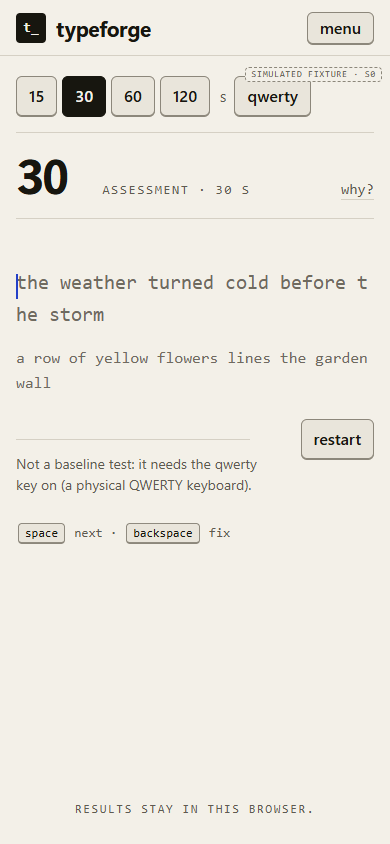 t_ typeforge menu
SIMULATED FIXTURE · S0
15 30 60 120 s qwerty
30 ASSESSMENT · 30 S why?
the weather turned cold before t
he storm
a row of yellow flowers lines the garden
wall
restart
Not a baseline test: it needs the qwerty
key on (a physical QWERTY keyboard).
space next · backspace fix
RESULTS STAY IN THIS BROWSER.